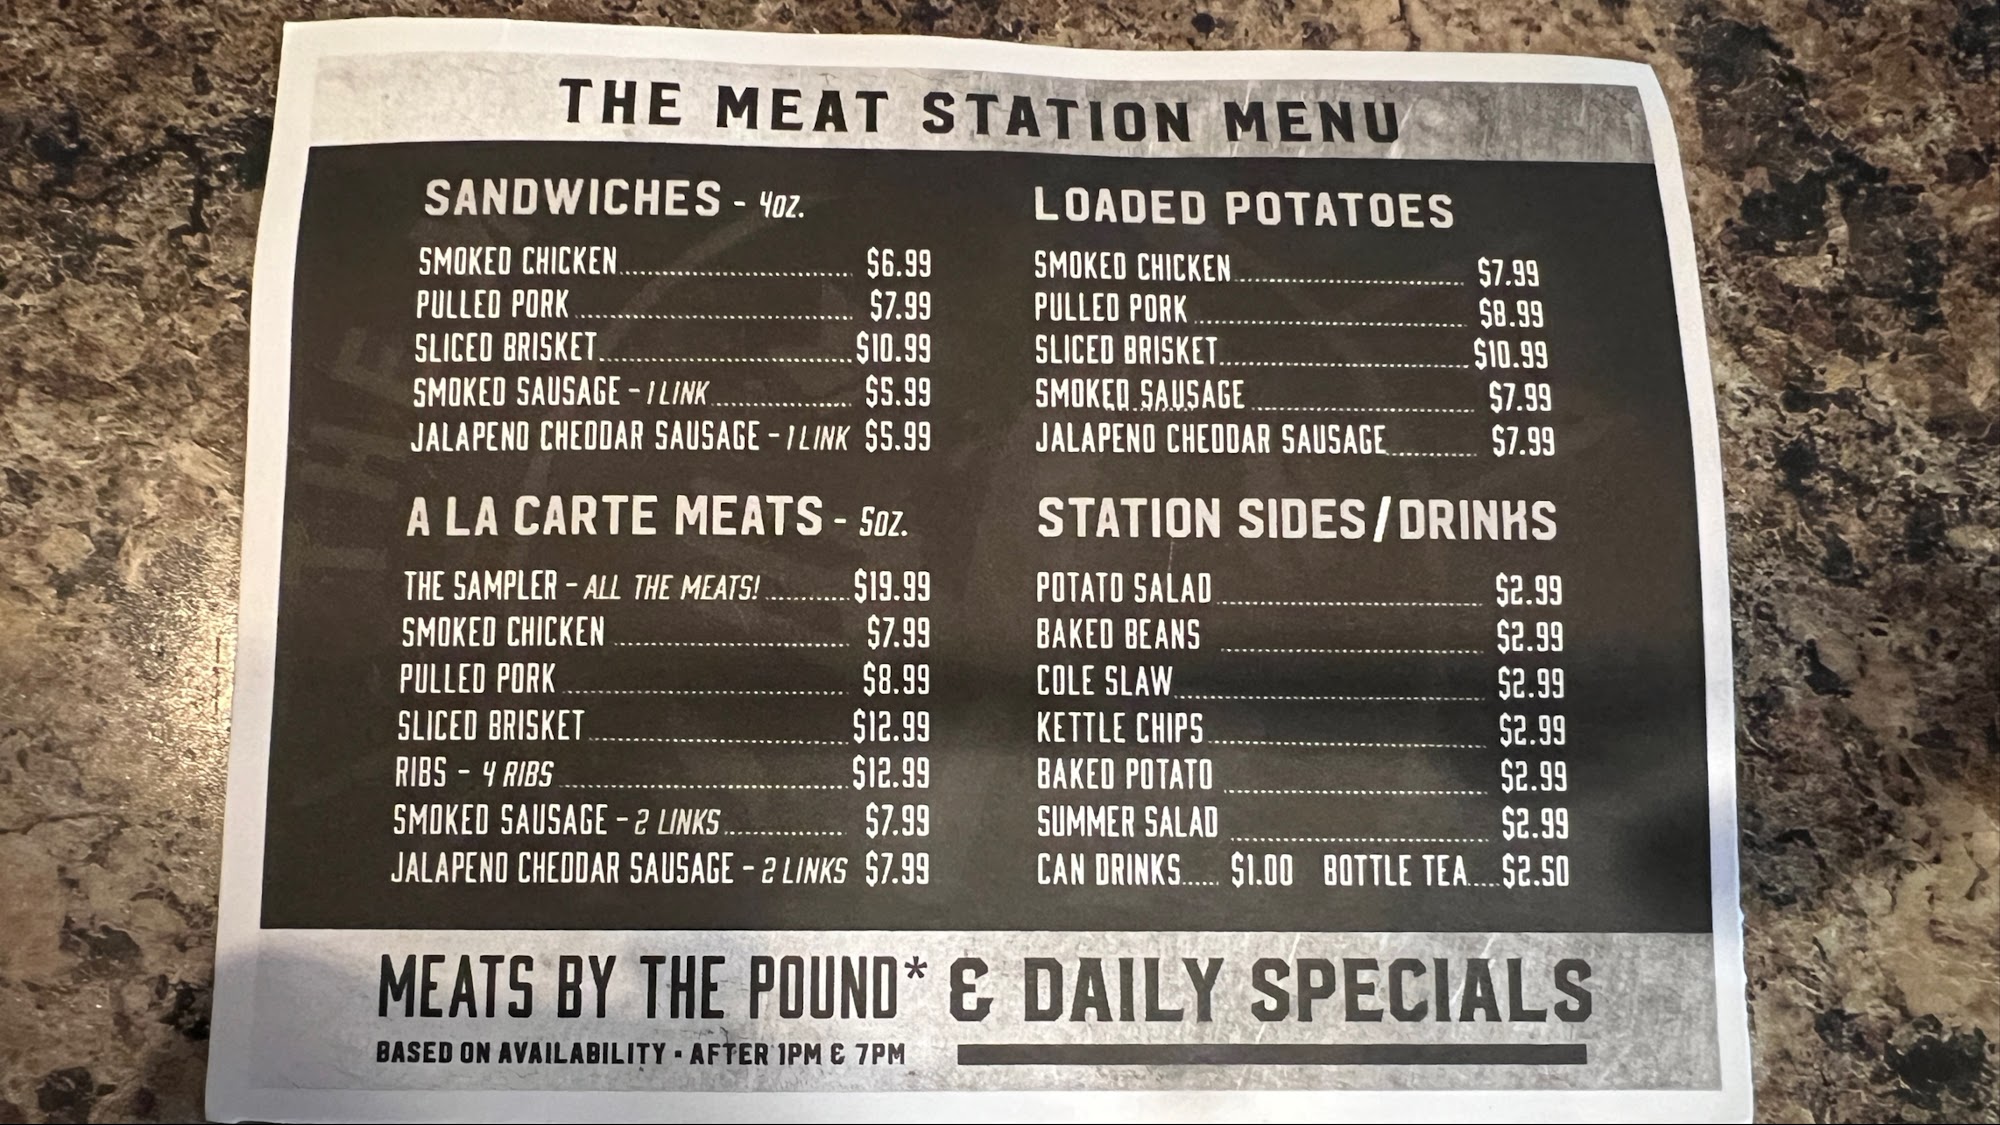 THE MEAT STATION MENU
SANDWICHES - 4OZ.
SMOKED CHICKEN $6.99
PULLED PORK $7.99
SLICED BRISKET $10.99
SMOKED SAUSAGE - 1 LINK $5.99
JALAPENO CHEDDAR SAUSAGE - 1 LINK $5.99
A LA CARTE MEATS - 5OZ.
THE SAMPLER - ALL THE MEATS! $19.99
SMOKED CHICKEN $7.99
PULLED PORK $8.99
SLICED BRISKET $12.99
RIBS - 4 RIBS $12.99
SMOKED SAUSAGE - 2 LINKS $7.99
JALAPENO CHEDDAR SAUSAGE - 2 LINKS $7.99
LOADED POTATOES
SMOKED CHICKEN $7.99
PULLED PORK $8.99
SLICED BRISKET $10.99
SMOKED SAUSAGE $7.99
JALAPENO CHEDDAR SAUSAGE $7.99
STATION SIDES/DRINKS
POTATO SALAD $2.99
BAKED BEANS $2.99
COLE SLAW $2.99
KETTLE CHIPS $2.99
BAKED POTATO $2.99
SUMMER SALAD $2.99
CAN DRINKS $1.00 BOTTLE TEA $2.50
MEATS BY THE POUND* & DAILY SPECIALS
BASED ON AVAILABILITY • AFTER 1PM & 7PM